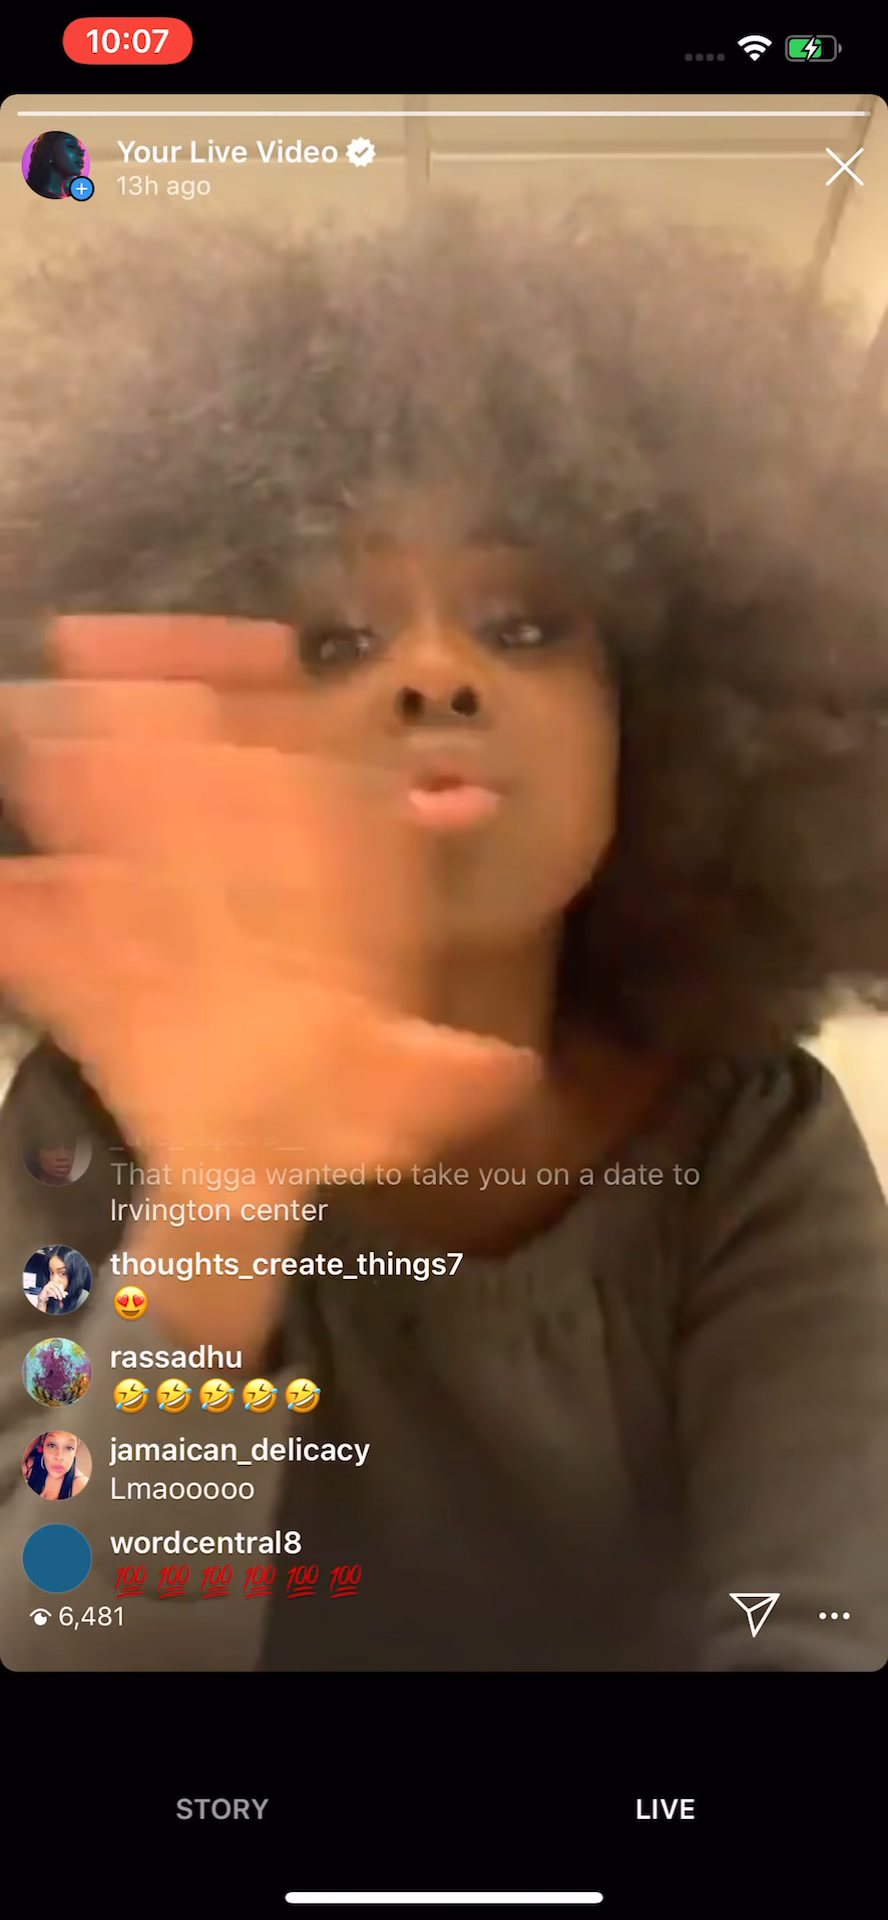 10:07
Your Live Video
13h ago
That nigga wanted to take you on a date to
Irvington center
thoughts_create_things7
😍
rassadhu
🤣🤣🤣🤣🤣
jamaican_delicacy
Lmaooooo
wordcentral8
💯💯💯💯💯💯
6,481
STORY
LIVE